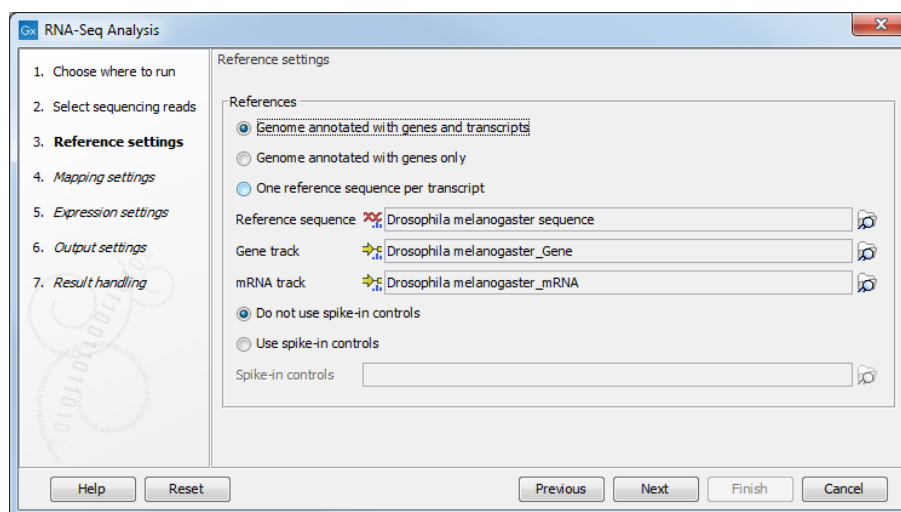 Gx RNA-Seq Analysis
1. Choose where to run
2. Select sequencing reads
3. Reference settings
4. Mapping settings
5. Expression settings
6. Output settings
7. Result handling
Reference settings
References
Genome annotated with genes and transcripts
Genome annotated with genes only
One reference sequence per transcript
Reference sequence Drosophila melanogaster sequence
Gene track Drosophila melanogaster_Gene
mRNA track Drosophila melanogaster_mRNA
Do not use spike-in controls
Use spike-in controls
Spike-in controls
Help Reset Previous Next Finish Cancel